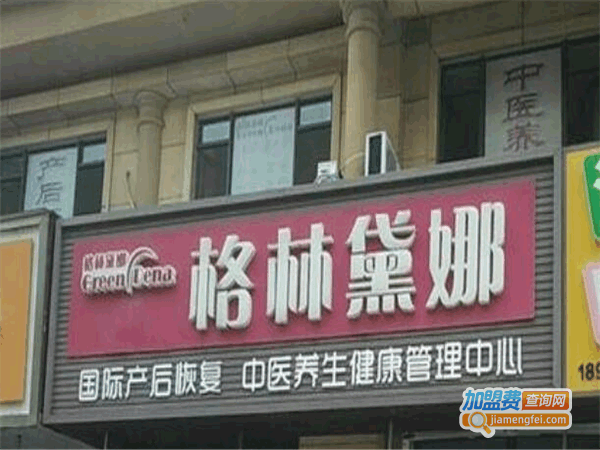 中医养
产后
格林黛娜
Green Dena
格林黛娜
国际产后恢复 中医养生健康管理中心
189
加盟费查询网
jiamengfei.com